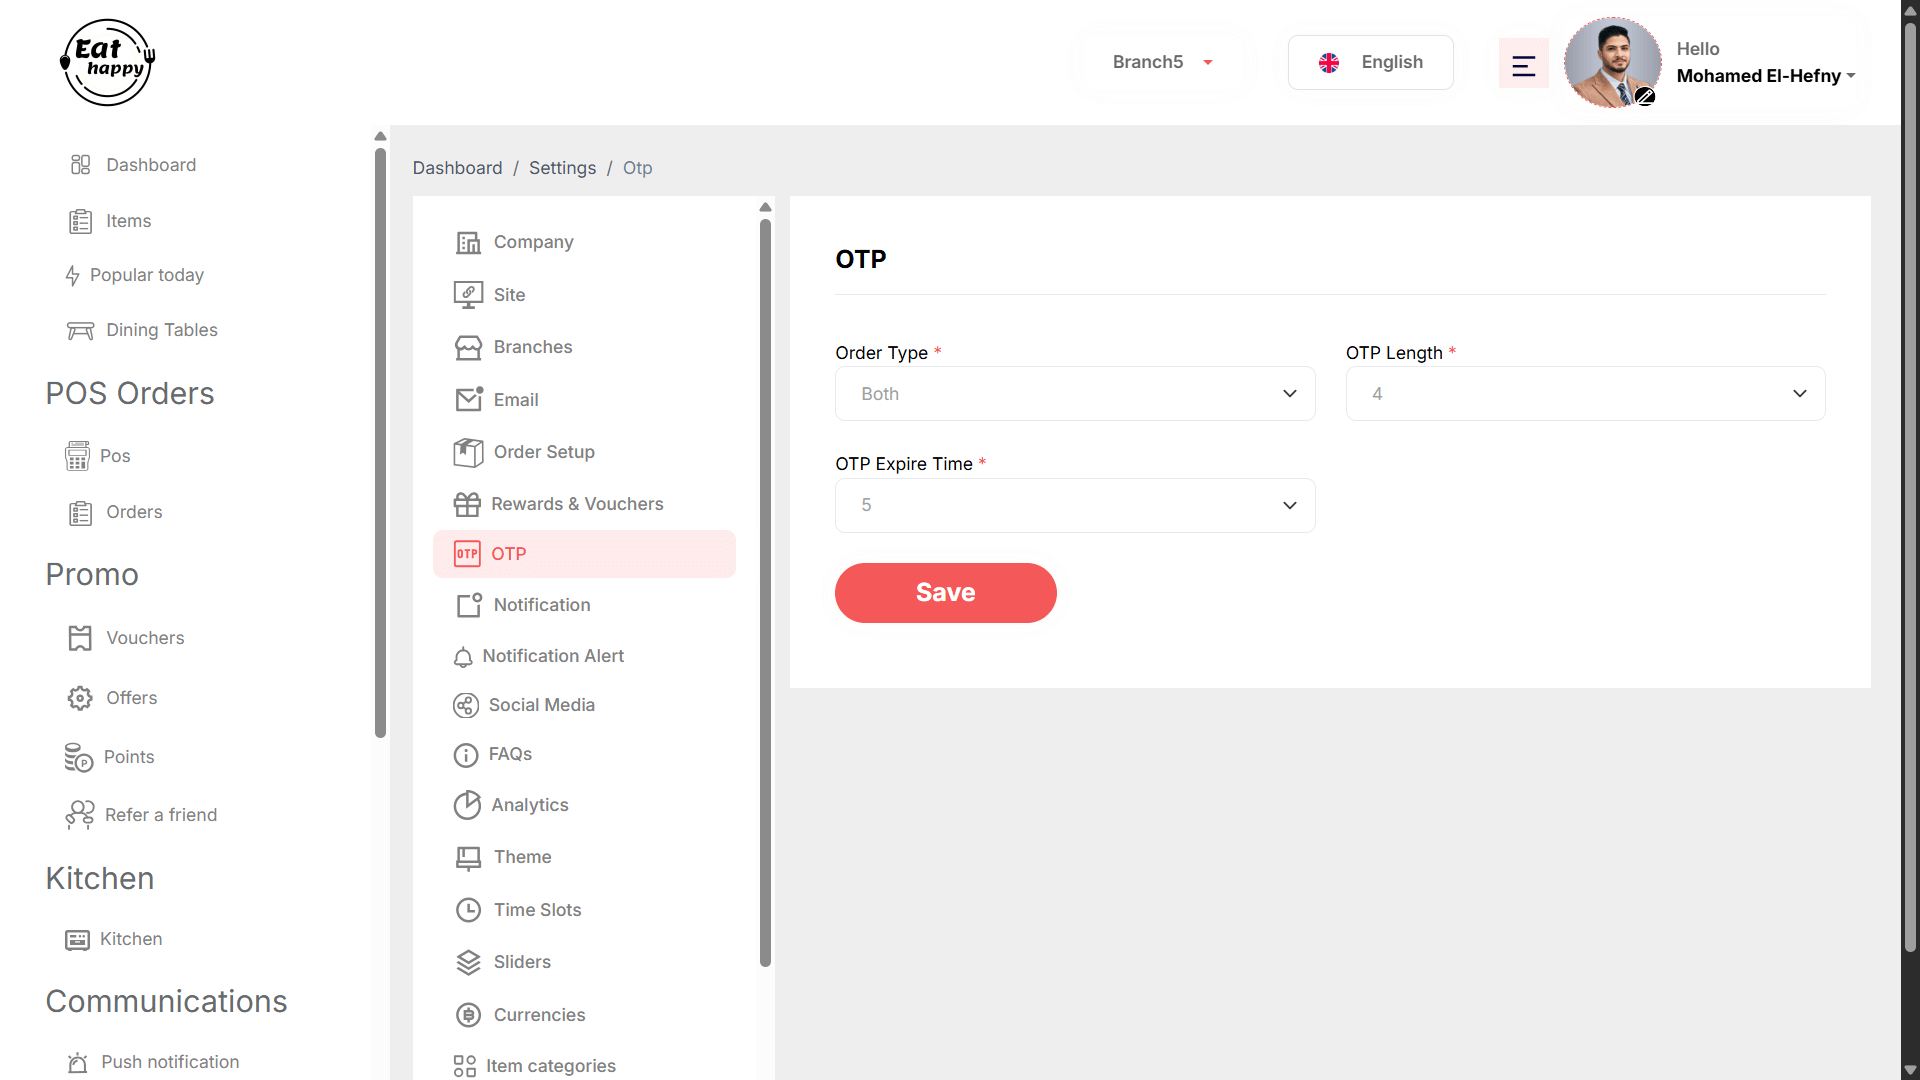 Eat
happy
Branch5
English
Hello
Mohamed El-Hefny
Dashboard
Items
Popular today
Dining Tables
POS Orders
Pos
Orders
Promo
Vouchers
Offers
Points
Refer a friend
Kitchen
Kitchen
Communications
Push notification
Dashboard / Settings / Otp
Company
Site
Branches
Email
Order Setup
Rewards & Vouchers
OTP OTP
Notification
Notification Alert
Social Media
FAQs
Analytics
Theme
Time Slots
Sliders
Currencies
Item categories
OTP
Order Type *
Both
OTP Length *
4
OTP Expire Time *
5
Save